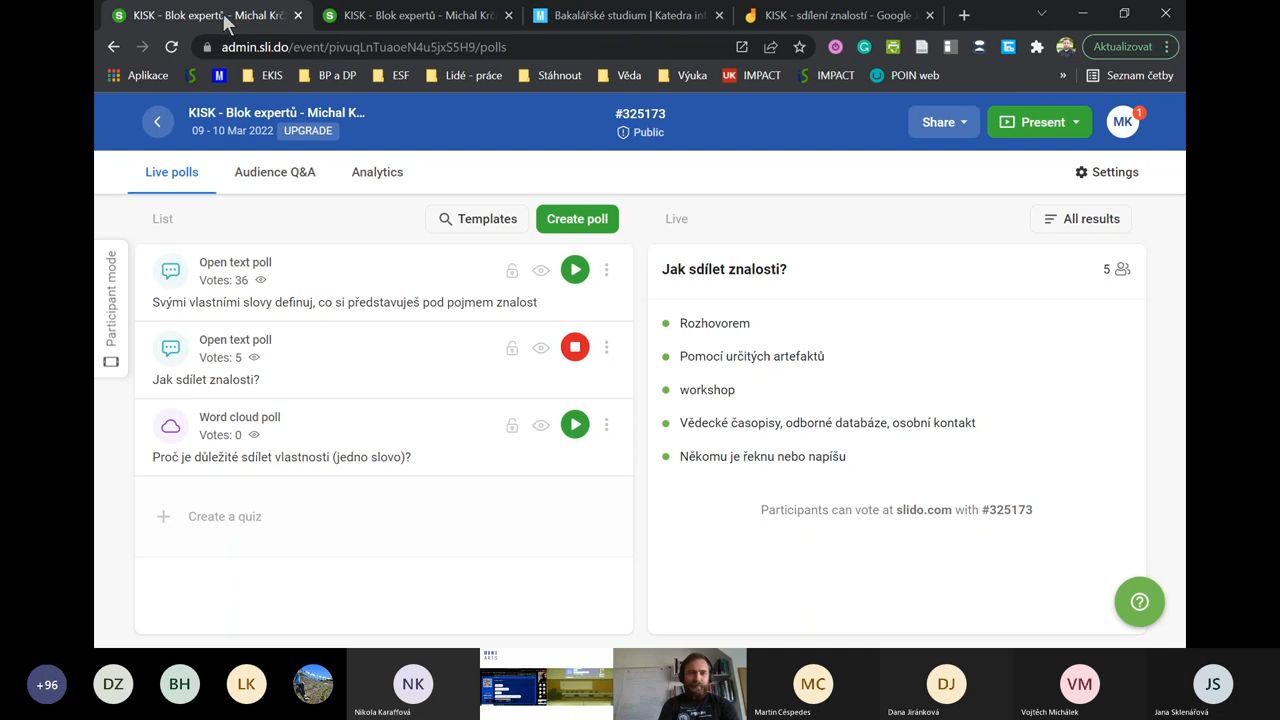 KISK - Blok expertů - Michal Krč
KISK - Blok expertů - Michal Krč
Bakalářské studium | Katedra inf
KISK - sdílení znalostí - Google J
admin.sli.do/event/pivuqLnTuaoeN4u5jxS5H9/polls
Aktualizovat
Aplikace
EKIS
BP a DP
ESF
Lidé - práce
Stáhnout
Věda
Výuka
UK IMPACT
IMPACT
POIN web
»
Seznam četby
KISK - Blok expertů - Michal K...
09 - 10 Mar 2022 UPGRADE
#325173
Public
Share
Present
MK
1
Live polls
Audience Q&A
Analytics
Settings
List
Templates
Create poll
Live
All results
Participant mode
Open text poll
Votes: 36
Svými vlastními slovy definuj, co si představuješ pod pojmem znalost
Open text poll
Votes: 5
Jak sdílet znalosti?
Word cloud poll
Votes: 0
Proč je důležité sdílet vlastnosti (jedno slovo)?
Create a quiz
Jak sdílet znalosti?
5
Rozhovorem
Pomocí určitých artefaktů
workshop
Vědecké časopisy, odborné databáze, osobní kontakt
Někomu je řeknu nebo napíšu
Participants can vote at slido.com with #325173
+96
DZ
BH
LK
NK
Nikola Karaffová
MUNI
ARTS
MC
Martin Céspedes
DJ
Dana Jiránková
VM
Vojtěch Michálek
JS
Jana Sklenářová